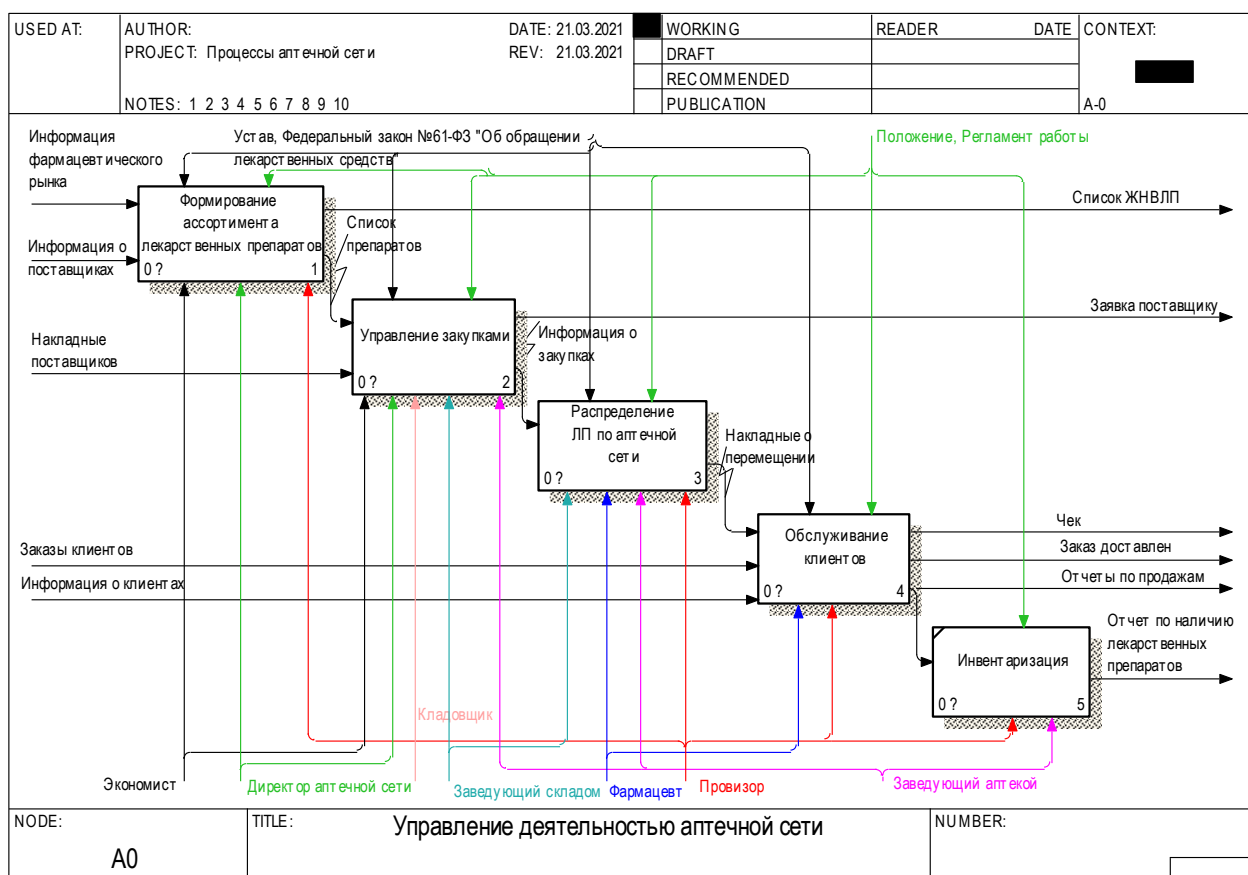 USED AT:
AUTHOR:
DATE: 21.03.2021
PROJECT: Процессы аптечной сети
REV: 21.03.2021
NOTES: 1 2 3 4 5 6 7 8 9 10
WORKING
DRAFT
RECOMMENDED
PUBLICATION
READER
DATE
CONTEXT:
A-0
Информация
фармацевтического
рынка
Устав, Федеральный закон №61-ФЗ "Об обращении
лекарственных средств"
Положение, Регламент работы
Формирование
ассортимента
лекарственных препаратов
0 ?
1
Список ЖНВЛП
Список
препаратов
Информация о
поставщиках
Управление закупками
0 ?
2
Заявка поставщику
Информация о
закупках
Накладные
поставщиков
Распределение
ЛП по аптечной
сети
0 ?
3
Накладные о
перемещении
Обслуживание
клиентов
0 ?
4
Чек
Заказ доставлен
Отчеты по продажам
Заказы клиентов
Информация о клиентах
Инвентаризация
0 ?
5
Отчет по наличию
лекарственных
препаратов
Кладовщик
Экономист
Директор аптечной сети
Заведующий складом
Фармацевт
Провизор
Заведующий аптекой
NODE:
A0
TITLE:
Управление деятельностью аптечной сети
NUMBER: